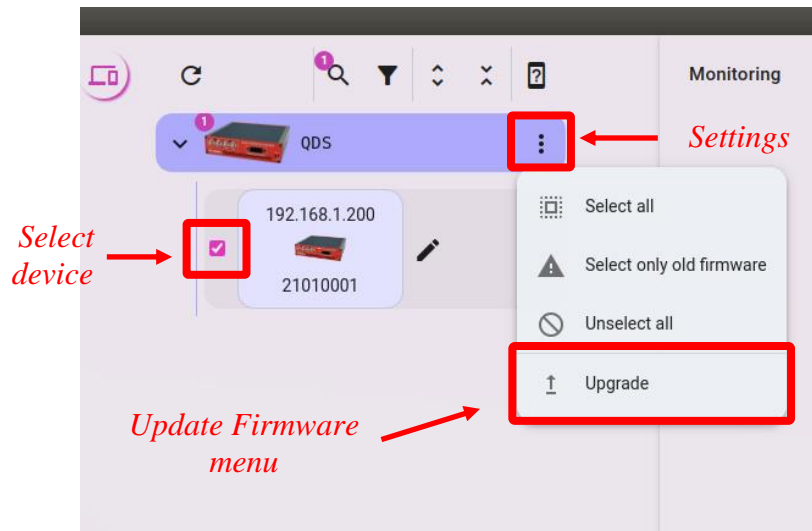 1
Monitoring
1
QDS
Settings
Select all
192.168.1.200
Select
device
Select only old firmware
21010001
Unselect all
Upgrade
Update Firmware
menu